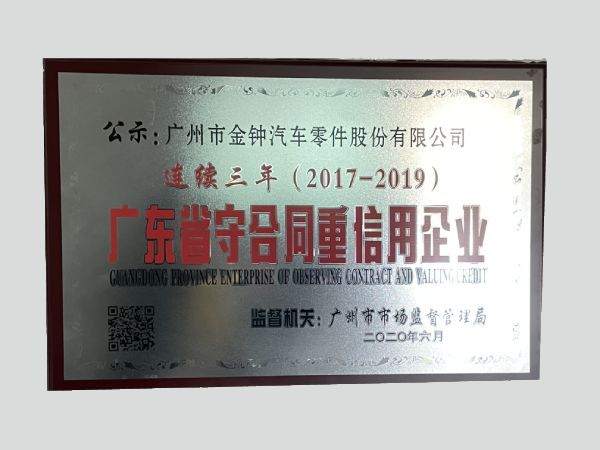 公示:广州市金钟汽车零件股份有限公司
连续三年(2017-2019)
广东省守合同重信用企业
GUANGDONG PROVINCE ENTERPRISE OF OBSERVING CONTRACT AND VALUING CREDIT
监督机关:广州市市场监督管理局
二〇二〇年六月